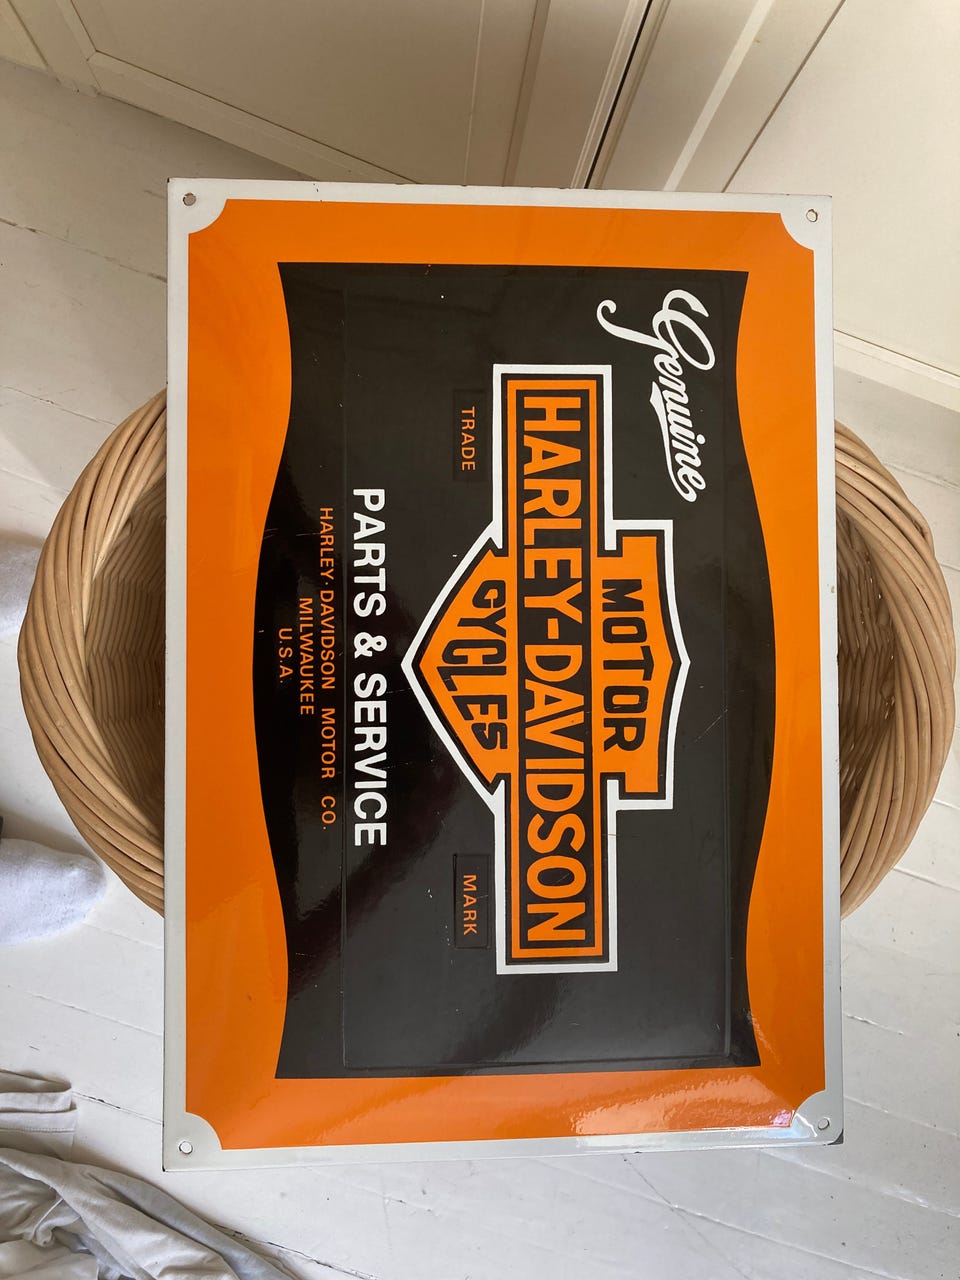 Genuine
MOTOR
HARLEY-DAVIDSON
CYCLES
TRADE MARK
PARTS & SERVICE
HARLEY-DAVIDSON MOTOR CO.
MILWAUKEE
U.S.A.